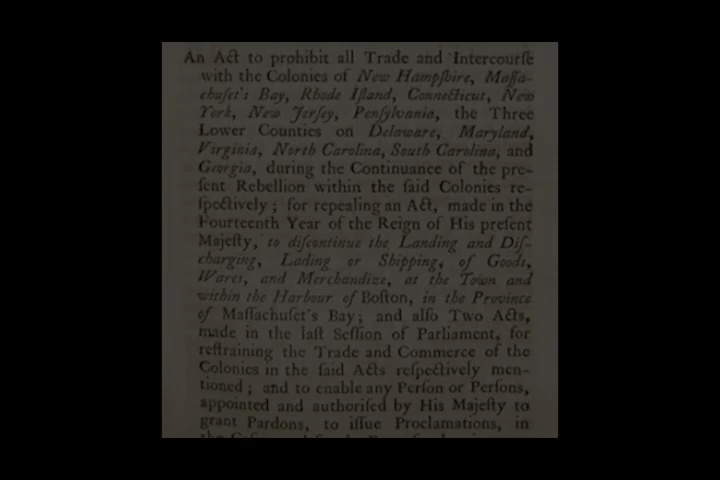 An Act to prohibit all Trade and Intercourſe
with the Colonies of New Hampſhire, Maſſa-
chuſet's Bay, Rhode Iſland, Connecticut, New
York, New Jerſey, Penſylvania, the Three
Lower Counties on Delaware, Maryland,
Virginia, North Carolina, South Carolina, and
Georgia, during the Continuance of the pre-
ſent Rebellion within the ſaid Colonies re-
ſpectively; for repealing an Act, made in the
Fourteenth Year of the Reign of His preſent
Majeſty, to diſcontinue the Landing and Diſ-
charging, Lading or Shipping, of Goods,
Wares, and Merchandize, at the Town and
within the Harbour of Boſton, in the Province
of Maſſachuſet's Bay; and alſo Two Acts,
made in the laſt Seſſion of Parliament, for
reſtraining the Trade and Commerce of the
Colonies in the ſaid Acts reſpectively men-
tioned; and to enable any Perſon or Perſons,
appointed and authoriſed by His Majeſty to
grant Pardons, to iſſue Proclamations, in